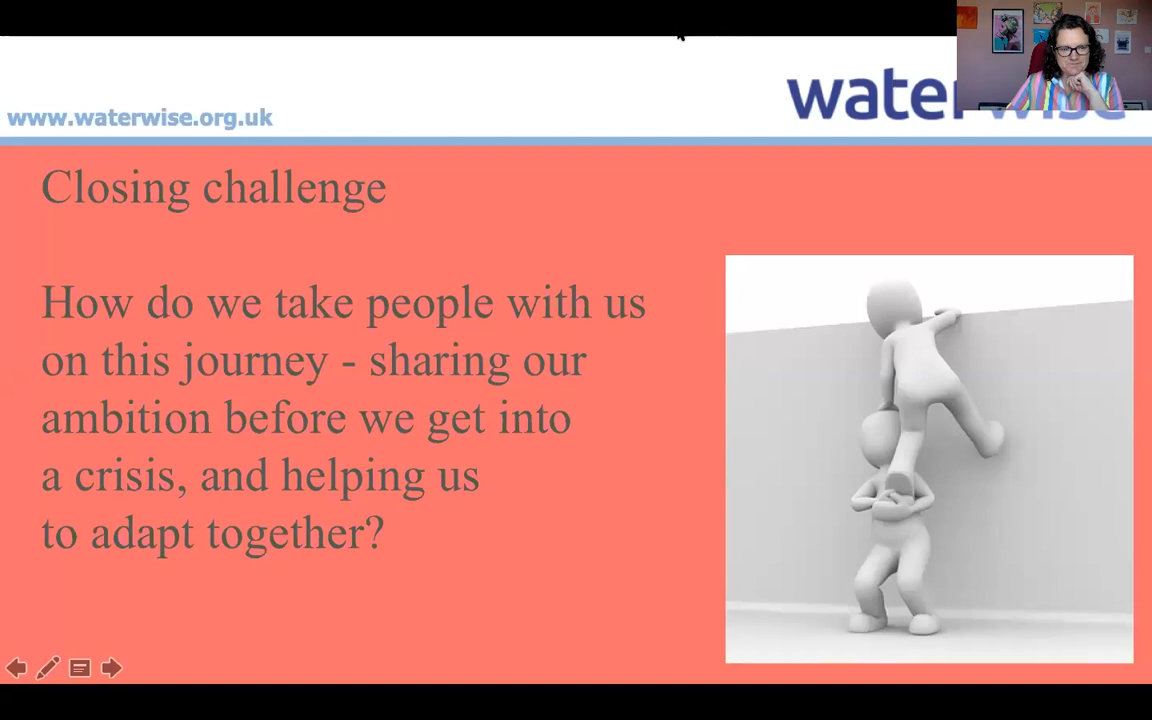 www.waterwise.org.uk
waterwise
Closing challenge
How do we take people with us
on this journey - sharing our
ambition before we get into
a crisis, and helping us
to adapt together?